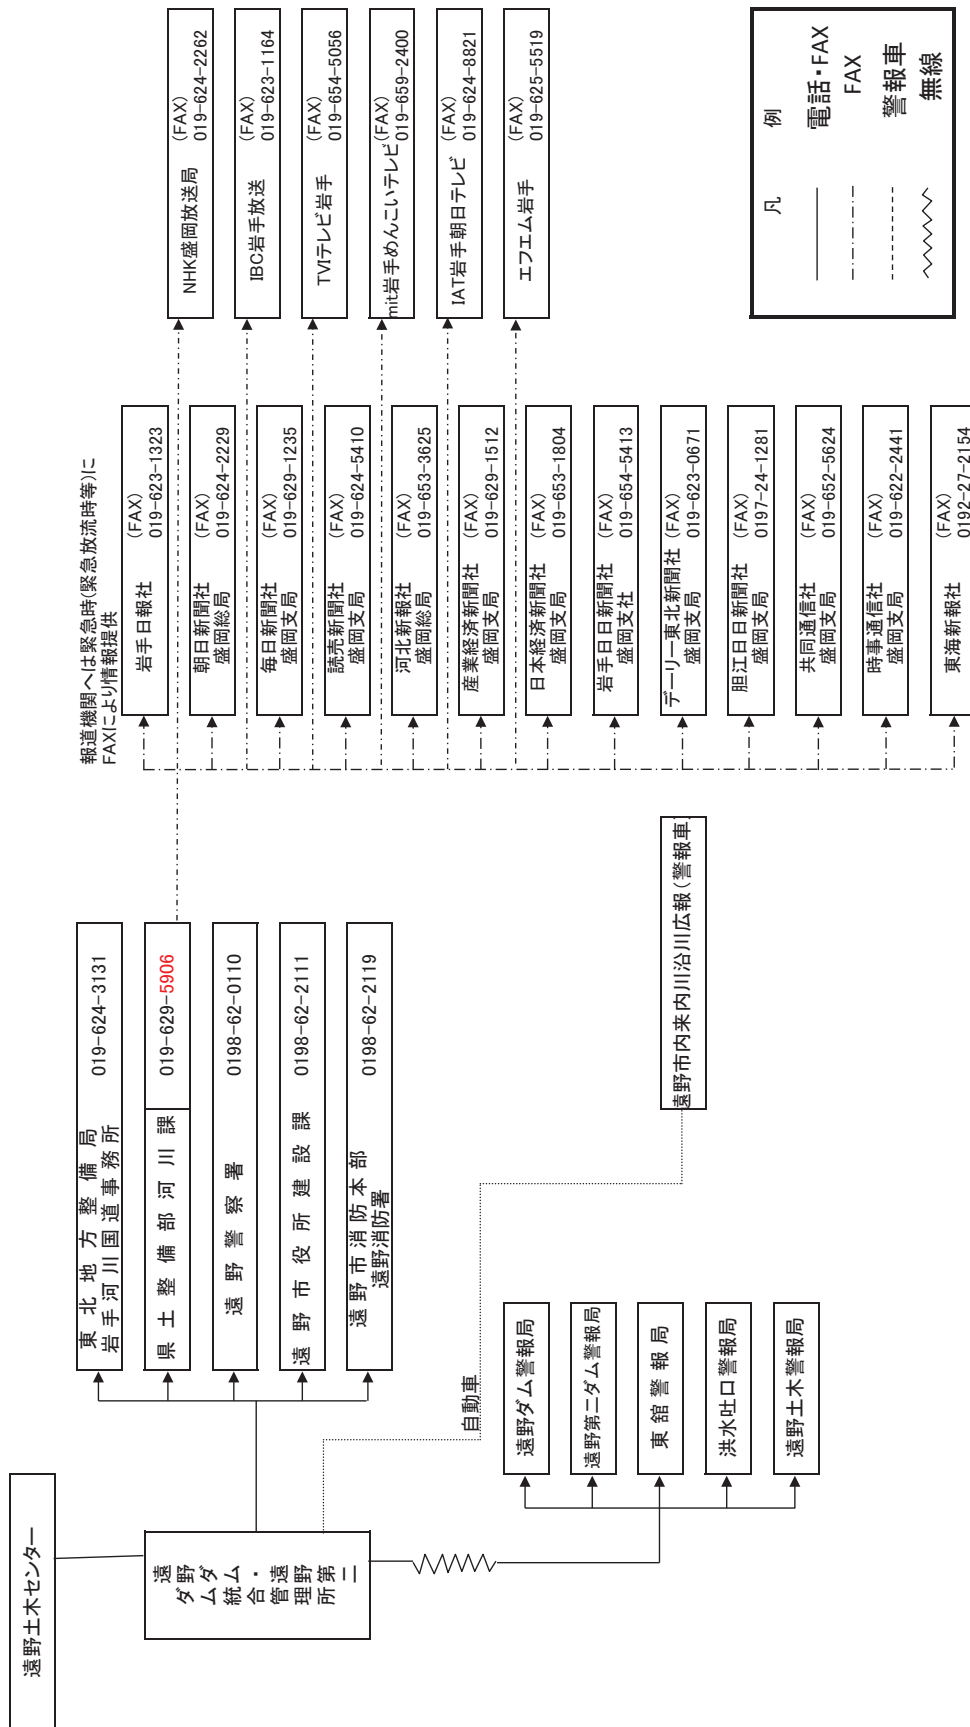 遠野土木センター
遠野ダム・遠野第二
ダム統合管理所
東北地方整備局
岩手河川国道事務所
019-624-3131
県土整備部河川課
019-629-5906
遠野警察署
0198-62-0110
遠野市役所建設課
0198-62-2111
遠野市消防本部
遠野消防署
0198-62-2119
自動車
遠野市内来内川沿川広報(警報車)
遠野ダム警報局
遠野第二ダム警報局
東舘警報局
洪水吐口警報局
遠野土木警報局
報道機関へは緊急時(緊急放流時等)に
FAXにより情報提供
岩手日報社
(FAX)
019-623-1323
朝日新聞社
盛岡総局
(FAX)
019-624-2229
毎日新聞社
盛岡支局
(FAX)
019-629-1235
読売新聞社
盛岡支局
(FAX)
019-624-5410
河北新報社
盛岡総局
(FAX)
019-653-3625
産業経済新聞社
盛岡支局
(FAX)
019-629-1512
日本経済新聞社
盛岡支局
(FAX)
019-653-1804
岩手日日新聞社
盛岡支社
(FAX)
019-654-5413
デーリー東北新聞社
盛岡支局
(FAX)
019-623-0671
胆江日日新聞社
盛岡支局
(FAX)
0197-24-1281
共同通信社
盛岡支局
(FAX)
019-652-5624
時事通信社
盛岡支局
(FAX)
019-622-2441
東海新報社
(FAX)
0192-27-2154
NHK盛岡放送局
(FAX)
019-624-2262
IBC岩手放送
(FAX)
019-623-1164
TVIテレビ岩手
(FAX)
019-654-5056
mit岩手めんこいテレビ
(FAX)
019-659-2400
IAT岩手朝日テレビ
(FAX)
019-624-8821
エフエム岩手
(FAX)
019-625-5519
凡例
電話・FAX
FAX
警報車
無線